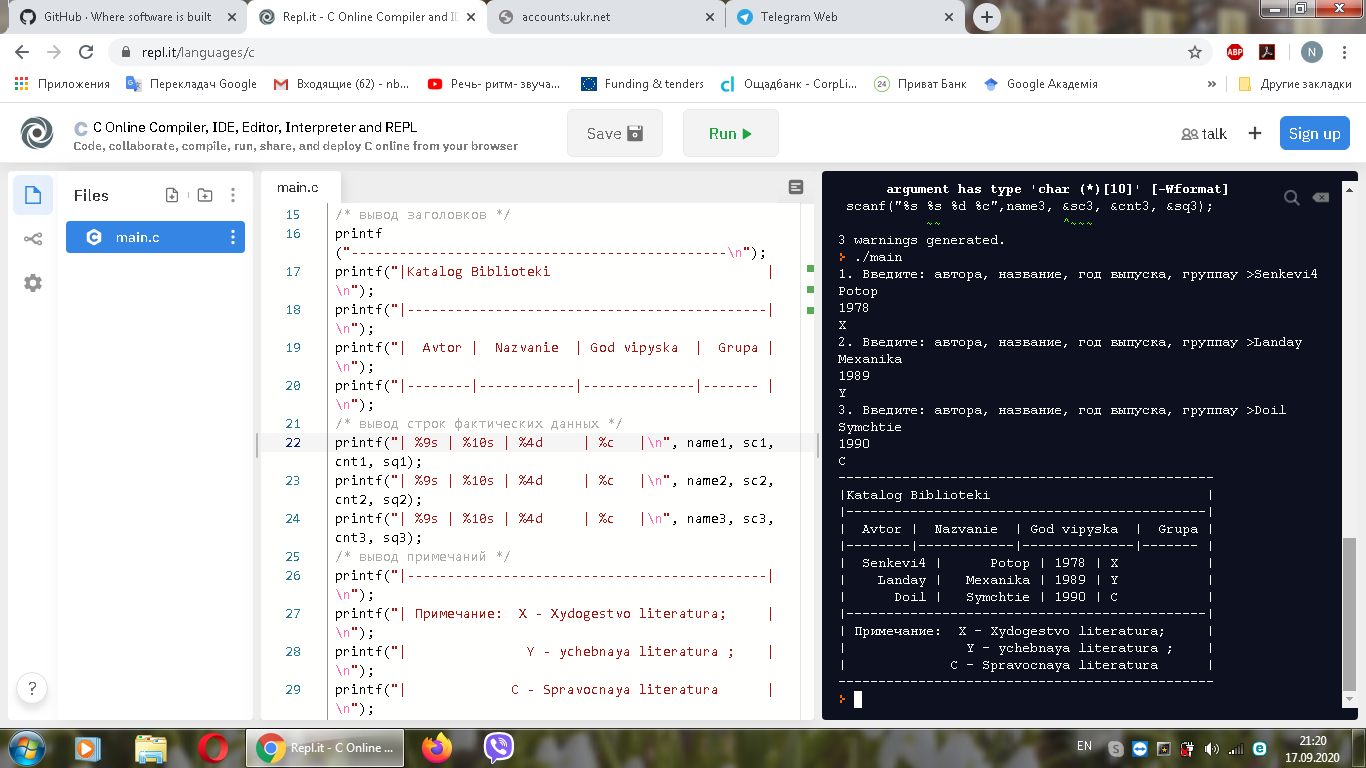 GitHub · Where software is built
Repl.it - C Online Compiler and ID
accounts.ukr.net
Telegram Web
repl.it/languages/c
ABP
N
Приложения
Перекладач Google
Входящие (62) - nb...
Речь- ритм- звуча...
Funding & tenders
Ощадбанк - CorpLi...
24 Приват Банк
Google Академія
»
Другие закладки
C Online Compiler, IDE, Editor, Interpreter and REPL
Code, collaborate, compile, run, share, and deploy C online from your browser
Save
Run
talk
Sign up
Files
main.c
main.c
15 /* вывод заголовков */
16 printf
("-----------------------------------------------\n");
17 printf("|Katalog Biblioteki                           |
\n");
18 printf("|---------------------------------------------|
\n");
19 printf("|  Avtor |  Nazvanie  | God vipyska  |  Grupa |
\n");
20 printf("|--------|------------|--------------|------- |
\n");
21 /* вывод строк фактических данных */
22 printf("| %9s | %10s | %4d     | %c   |\n", name1, sc1,
cnt1, sq1);
23 printf("| %9s | %10s | %4d     | %c   |\n", name2, sc2,
cnt2, sq2);
24 printf("| %9s | %10s | %4d     | %c   |\n", name3, sc3,
cnt3, sq3);
25 /* вывод примечаний */
26 printf("|---------------------------------------------|
\n");
27 printf("| Примечание:  X - Xydogestvo literatura;     |
\n");
28 printf("|               Y - ychebnaya literatura ;    |
\n");
29 printf("|             C - Spravocnaya literatura      |
\n");
argument has type 'char (*)[10]' [-Wformat]
scanf("%s %s %d %c",name3, &sc3, &cnt3, &sq3);
~~               ^~~~
3 warnings generated.
> ./main
1. Введите: автора, название, год выпуска, группау >Senkevi4
Potop
1978
X
2. Введите: автора, название, год выпуска, группау >Landay
Mexanika
1989
Y
3. Введите: автора, название, год выпуска, группау >Doil
Symchtie
1990
C
-----------------------------------------------
|Katalog Biblioteki                           |
|---------------------------------------------|
|  Avtor |  Nazvanie  | God vipyska  |  Grupa |
|--------|------------|--------------|------- |
|  Senkevi4 |      Potop | 1978 | X           |
|    Landay |   Mexanika | 1989 | Y           |
|      Doil |   Symchtie | 1990 | C           |
|---------------------------------------------|
| Примечание:  X - Xydogestvo literatura;     |
|               Y - ychebnaya literatura ;    |
|             C - Spravocnaya literatura      |
-----------------------------------------------
>
?
Repl.it - C Online ...
EN
21:20
17.09.2020